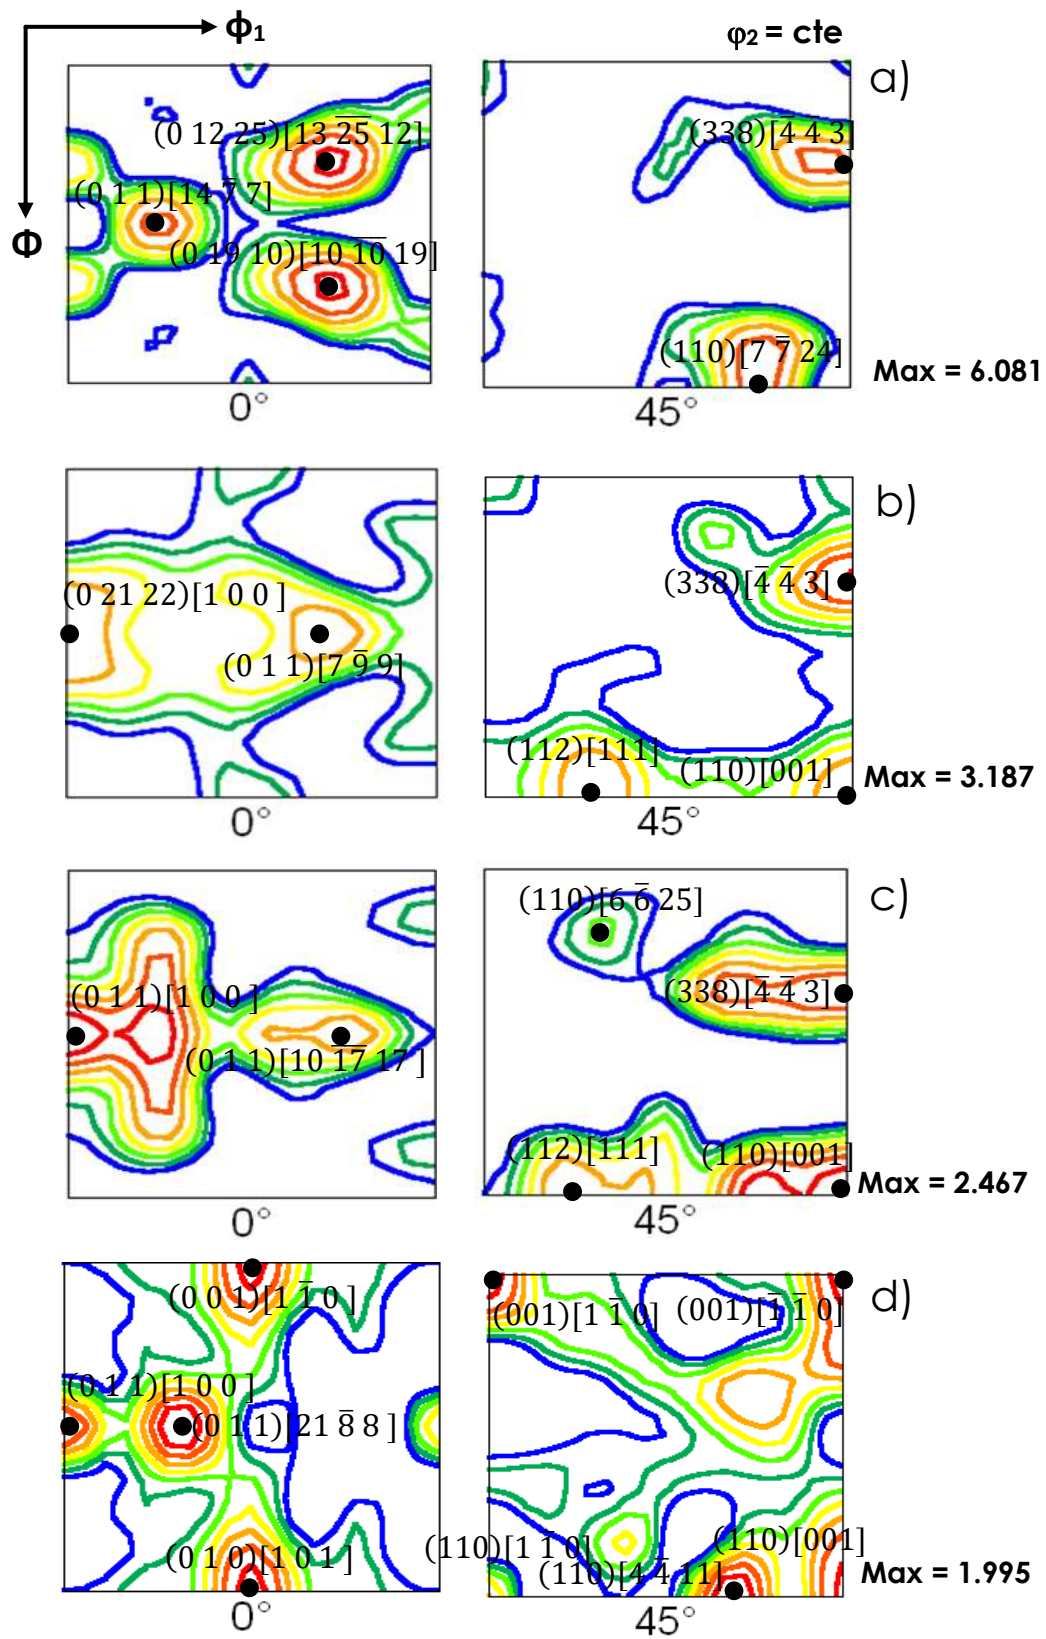 Φ₁
φ₂ = cte
Φ
a)
(0 12 25)[13 2̅5̅ 12]
(0 1 1)[14 7̅ 7]
(0 19 10)[10 1̅0̅ 19]
0°
(338)[4̅ 4̅ 3]
(110)[7 7̅ 24]
45°
Max = 6.081
b)
(0 21 22)[1 0 0 ]
(0 1 1)[7 9̅ 9]
0°
(338)[4̅ 4̅ 3]
(112)[111]
(110)[001]
45°
Max = 3.187
c)
(0 1 1)[1 0 0 ]
(0 1 1)[10 1̅7̅ 17 ]
0°
(110)[6 6̅ 25]
(338)[4̅ 4̅ 3]
(112)[111]
(110)[001]
45°
Max = 2.467
d)
(0 0 1)[1 1̅ 0 ]
(0 1 1)[1 0 0 ]
(0 1 1)[21 8̅ 8 ]
(0 1 0)[1 0 1 ]
0°
(001)[1 1̅ 0]
(001)[1̅ 1̅ 0]
(110)[1 1̅ 0]
(110)[001]
(110)[4 4̅ 11]
45°
Max = 1.995